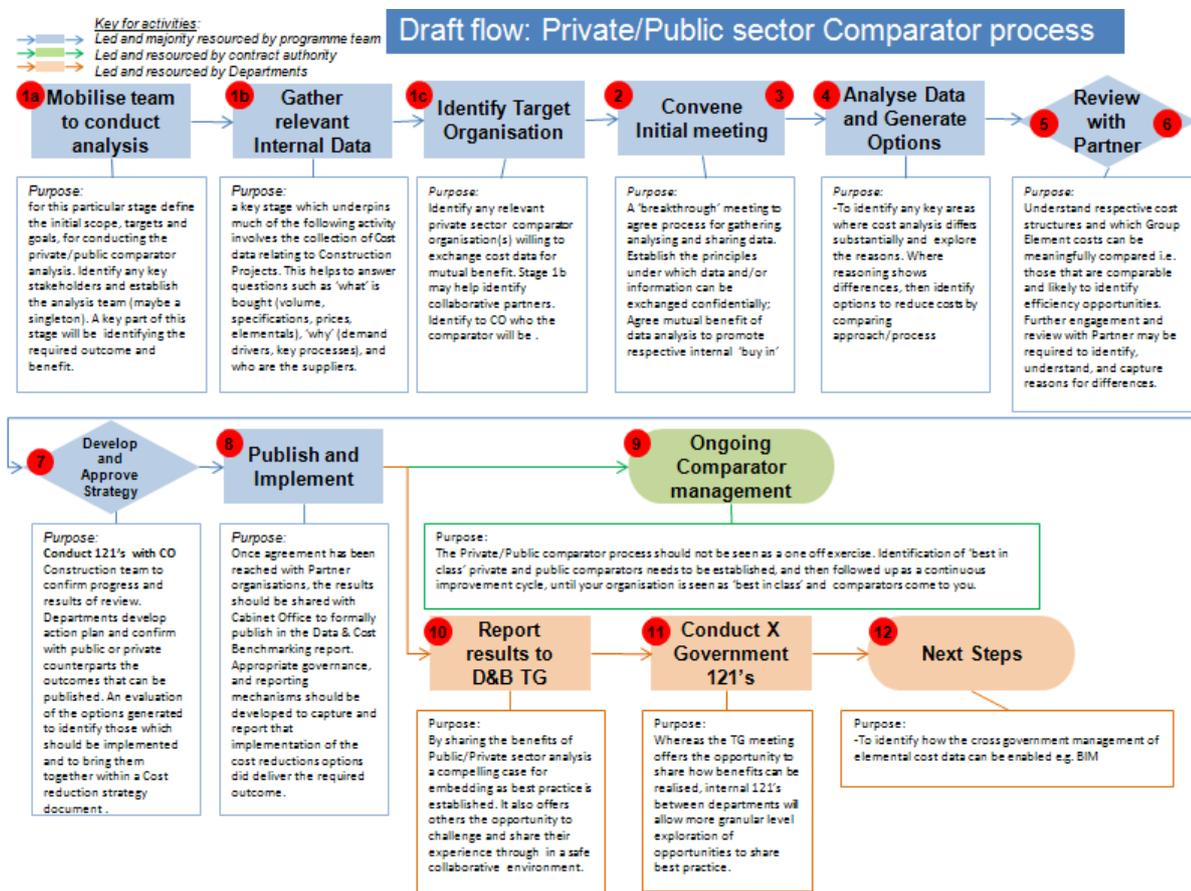 Key for activities:
Led and majority resourced by programme team
Led and resourced by contract authority
Led and resourced by Departments
Draft flow: Private/Public sector Comparator process
1a
Mobilise team
to conduct
analysis
1b
Gather
relevant
Internal Data
1c
Identify Target
Organisation
2
Convene
Initial meeting
3
4
Analyse Data
and Generate
Options
5
Review
with
Partner
6
Purpose:
for this particular stage define
the initial scope, targets and
goals, for conducting the
private/public comparator
analysis. Identify any key
stakeholders and establish
the analysis team (maybe a
singleton). A key part of this
stage will be identifying the
required outcome and
benefit.
Purpose:
a key stage which underpins
much of the following activity
involves the collection of Cost
data relating to Construction
Projects. This helps to answer
questions such as 'what' is
bought (volume,
specifications, prices,
elementals), 'why' (demand
drivers, key processes), and
who are the suppliers.
Purpose:
Identify any relevant
private sector comparator
organisation(s) willing to
exchange cost data for
mutual benefit. Stage 1b
may help identify
collaborative partners.
Identify to CO who the
comparator will be .
Purpose:
A 'breakthrough' meeting to
agree process for gathering,
analysing and sharing data.
Establish the principles
under which data and/or
information can be
exchanged confidentially;
Agree mutual benefit of
data analysis to promote
respective internal 'buy in'
Purpose:
-To identify any key areas
where cost analysis differs
substantially and explore
the reasons. Where
reasoning shows
differences, then identify
options to reduce costs by
comparing
approach/process
Purpose:
Understand respective cost
structures and which Group
Element costs can be
meaningfully compared i.e.
those that are comparable
and likely to identify
efficiency opportunities.
Further engagement and
review with Partner may be
required to identify,
understand, and capture
reasons for differences.
7
Develop
and
Approve
Strategy
8
Publish and
Implement
9
Ongoing
Comparator
management
Purpose:
Conduct 121's with CO
Construction team to
confirm progress and
results of review.
Departments develop
action plan and confirm
with public or private
counterparts the
outcomes that can be
published. An evaluation
of the options generated
to identify those which
should be implemented
and to bring them
together within a Cost
reduction strategy
document .
Purpose:
Once agreement has been
reached with Partner
organisations, the results
should be shared with
Cabinet Office to formally
publish in the Data & Cost
Benchmarking report.
Appropriate governance,
and reporting
mechanisms should be
developed to capture and
report that
implementation of the
cost reductions options
did deliver the required
outcome.
Purpose:
The Private/Public comparator process should not be seen as a one off exercise. Identification of 'best in
class' private and public comparators needs to be established, and then followed up as a continuous
improvement cycle, until your organisation is seen as 'best in class' and comparators come to you.
10
Report
results to
D&B TG
11
Conduct X
Government
121's
12
Next Steps
Purpose:
By sharing the benefits of
Public/Private sector analysis
a compelling case for
embedding as best practice is
established. It also offers
others the opportunity to
challenge and share their
experience through in a safe
collaborative environment.
Purpose:
Whereas the TG meeting
offers the opportunity to
share how benefits can be
realised, internal 121's
between departments will
allow more granular level
exploration of
opportunities to share
best practice.
Purpose:
-To identify how the cross government management of
elemental cost data can be enabled e.g. BIM